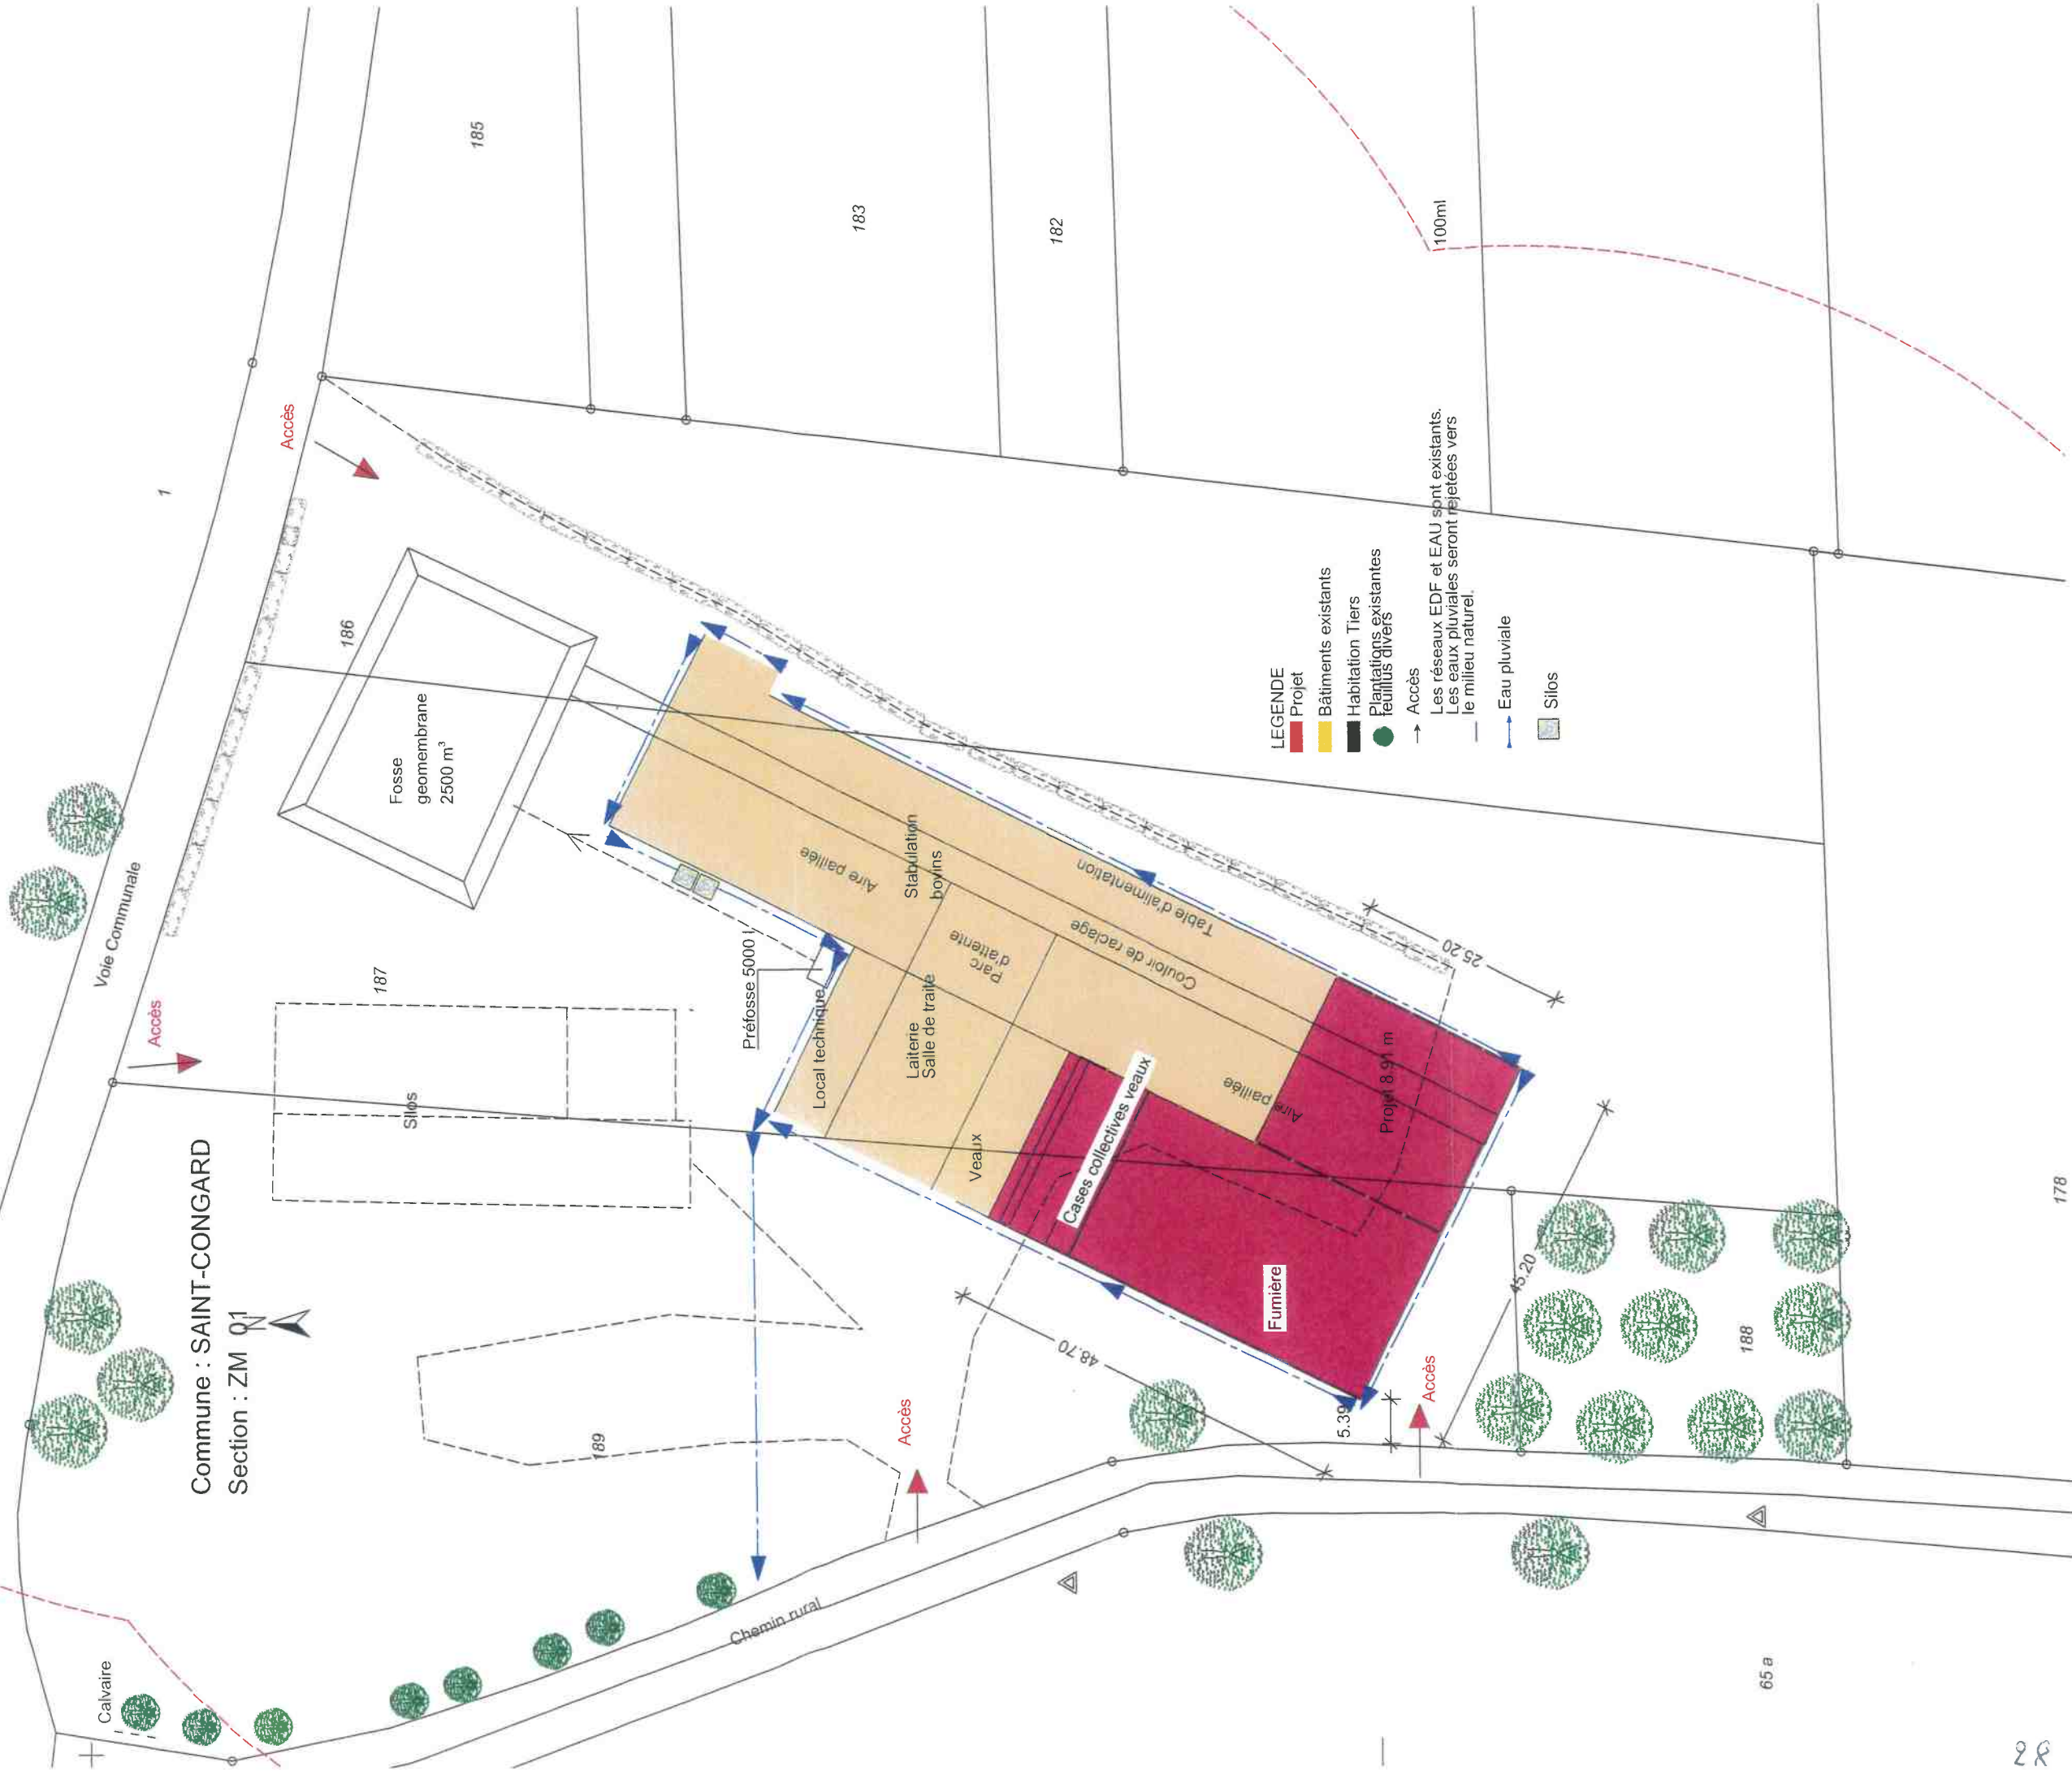 Commune : SAINT-CONGARD
Section : ZM 01
N
Calvaire
Voie Communale
Chemin rural
Accès
Accès
Accès
Accès
1
185
183
182
186
187
189
188
178
65 a
Fosse
geomembrane
2500 m³
Silos
Préfosse 5000 l
Local technique
Laiterie
Salle de traite
Parc
d'attente
Stabulation
bovins
Aire paillée
Table d'alimentation
Couloir de raclage
Veaux
Cases collectives veaux
Aire paillée
Projet 8.91 m
Fumière
25.20
48.70
45.20
5.39
100ml
LEGENDE
Projet
Bâtiments existants
Habitation Tiers
Plantations existantes
feuillus divers
Accès
Les réseaux EDF et EAU sont existants.
Les eaux pluviales seront rejetées vers
le milieu naturel.
Eau pluviale
Silos
28